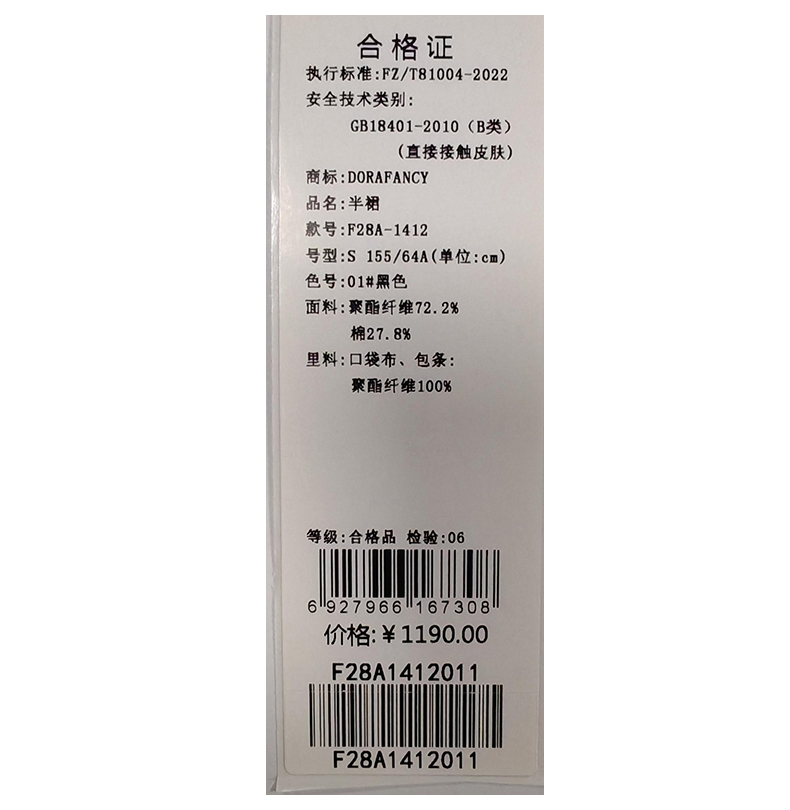 合格证
执行标准:FZ/T81004-2022
安全技术类别:
GB18401-2010（B类）
(直接接触皮肤)
商标:DORAFANCY
品名:半裙
款号:F28A-1412
号型:S 155/64A(单位:cm)
色号:01#黑色
面料:聚酯纤维72.2%
棉27.8%
里料:口袋布、包条:
聚酯纤维100%
等级:合格品 检验:06
6 927966 167308
价格:￥1190.00
F28A1412011
F28A1412011